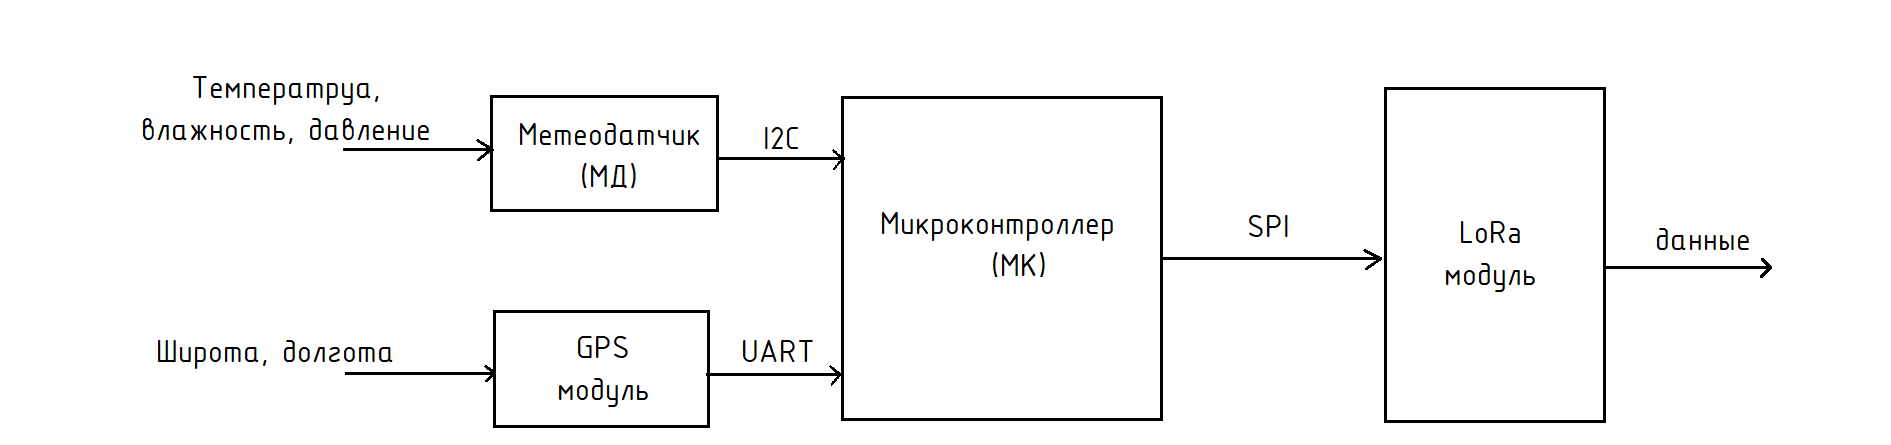 Температруа,
влажность, давление
Метеодатчик
(МД)
I2C
Микроконтроллер
(МК)
SPI
LoRa
модуль
данные
Широта, долгота
GPS
модуль
UART